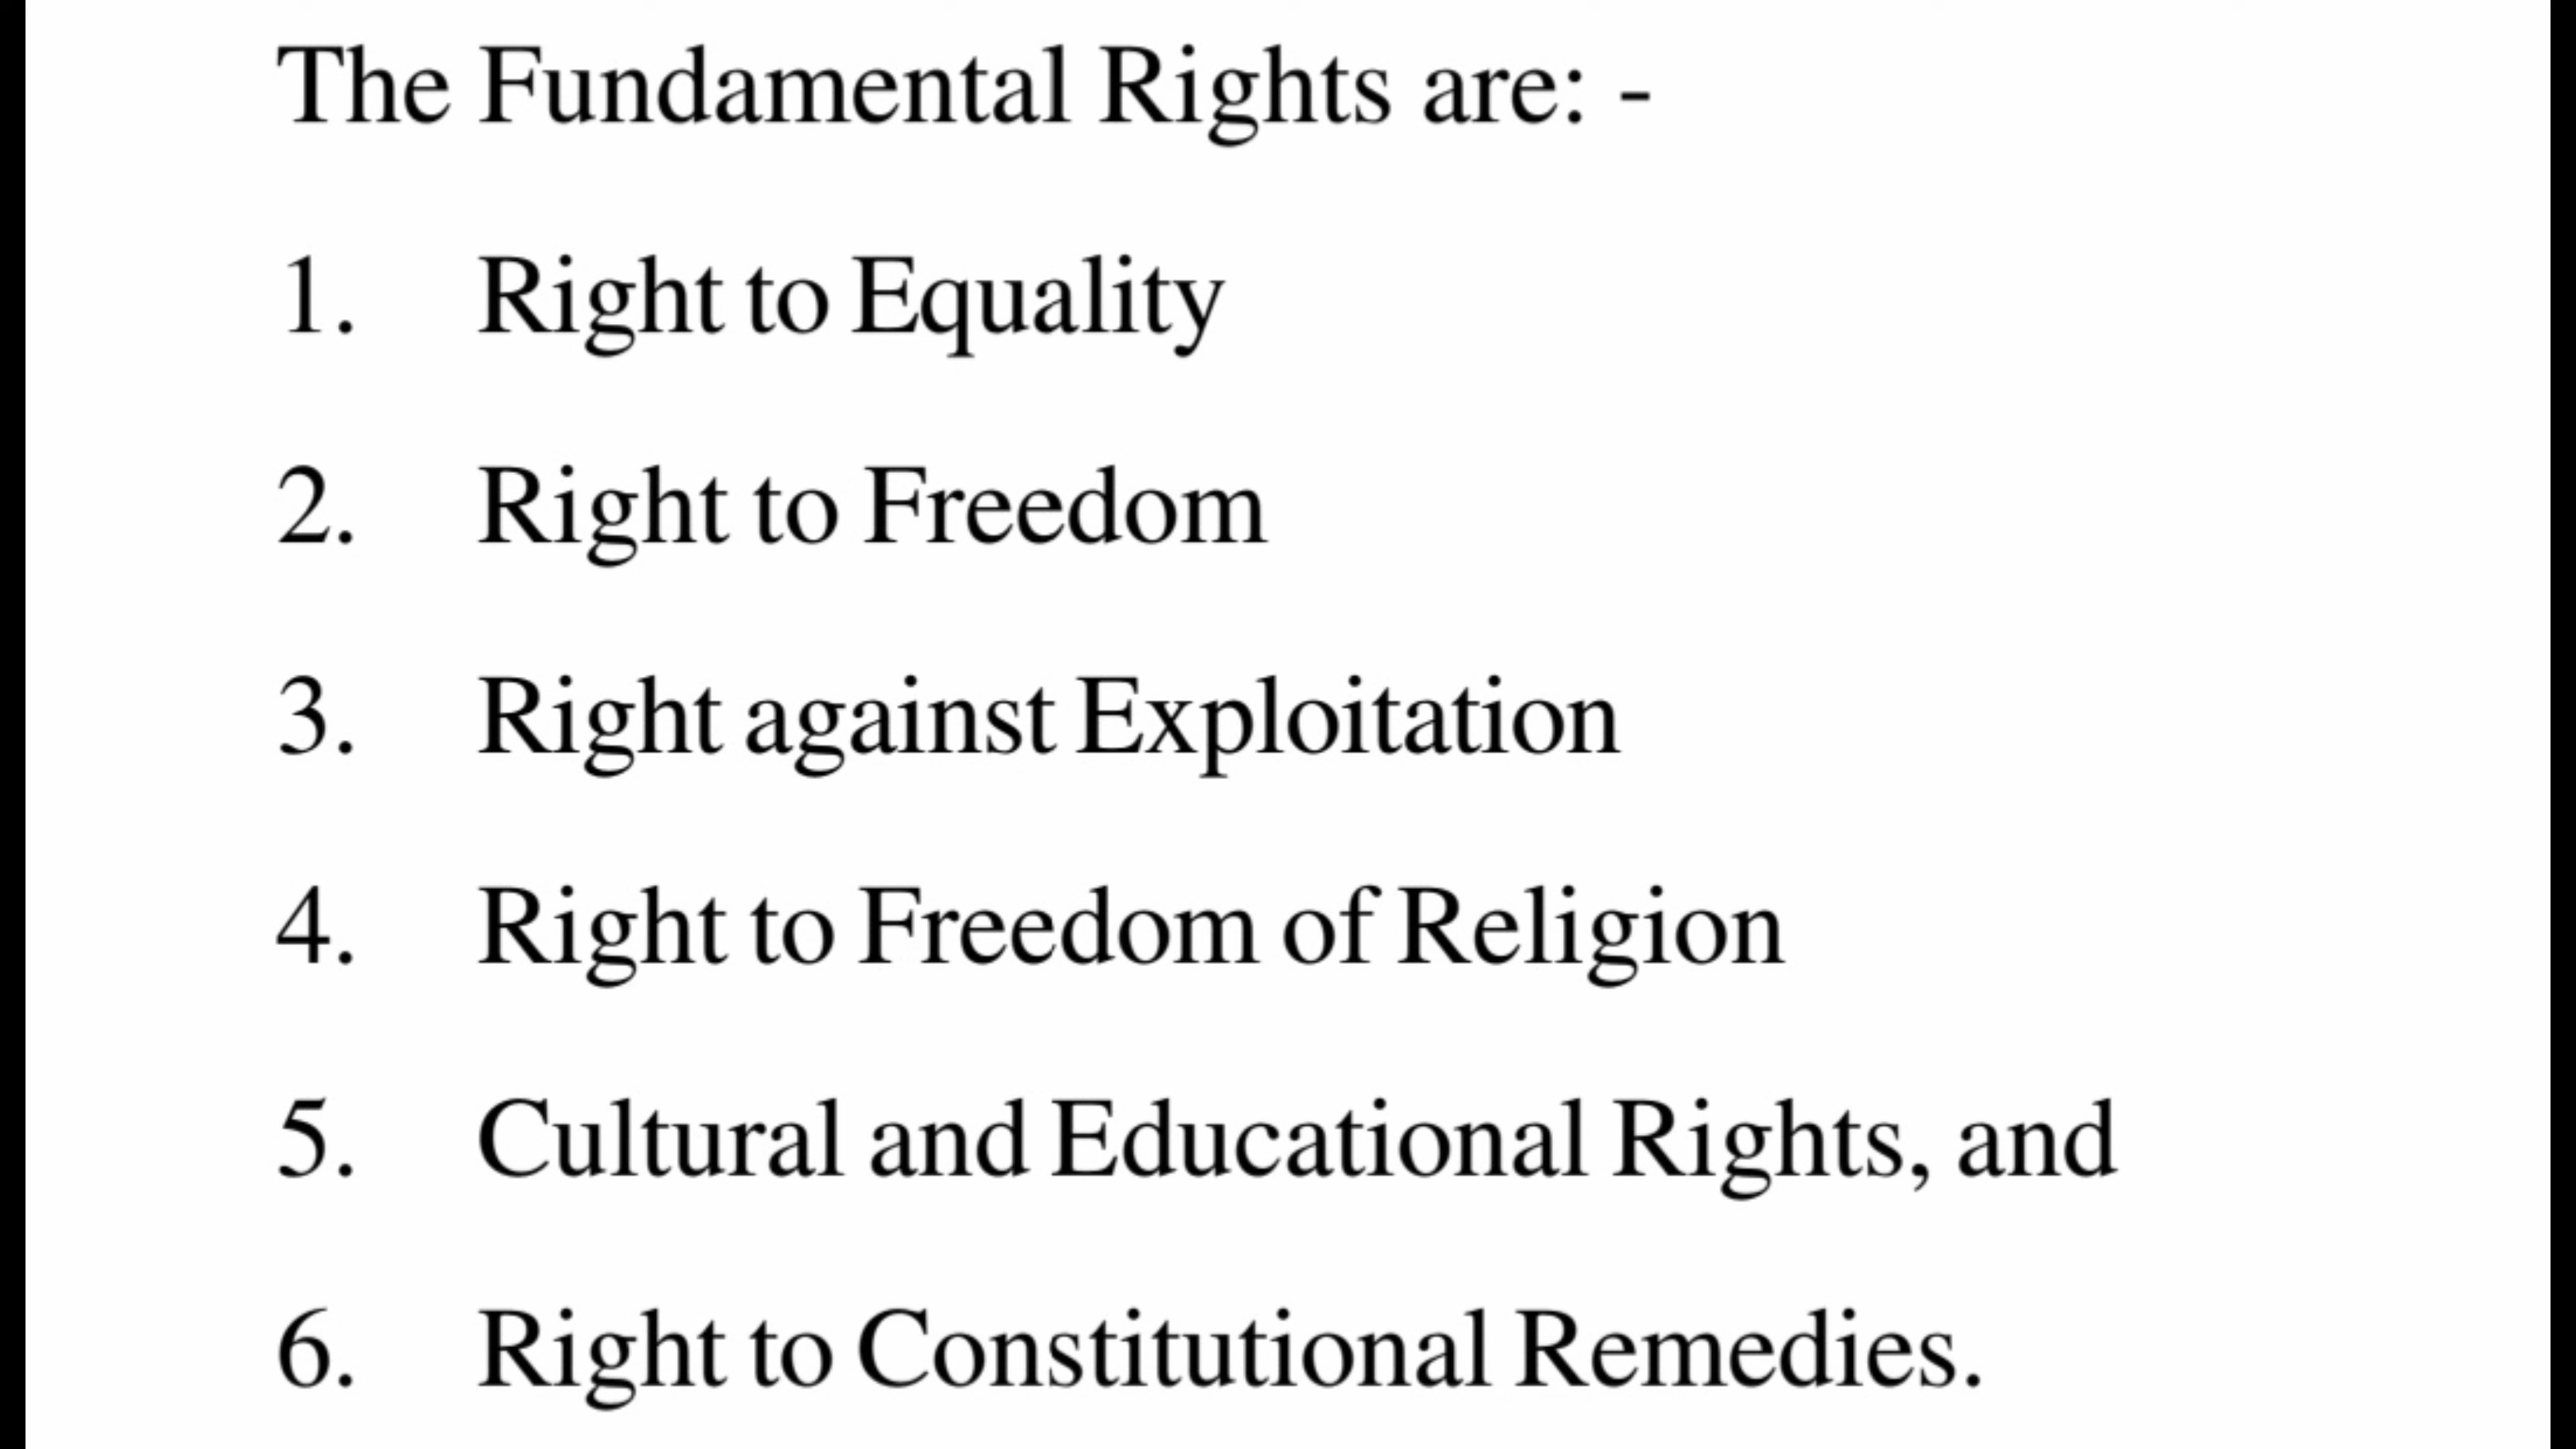 The Fundamental Rights are: -
1. Right to Equality
2. Right to Freedom
3. Right against Exploitation
4. Right to Freedom of Religion
5. Cultural and Educational Rights, and
6. Right to Constitutional Remedies.